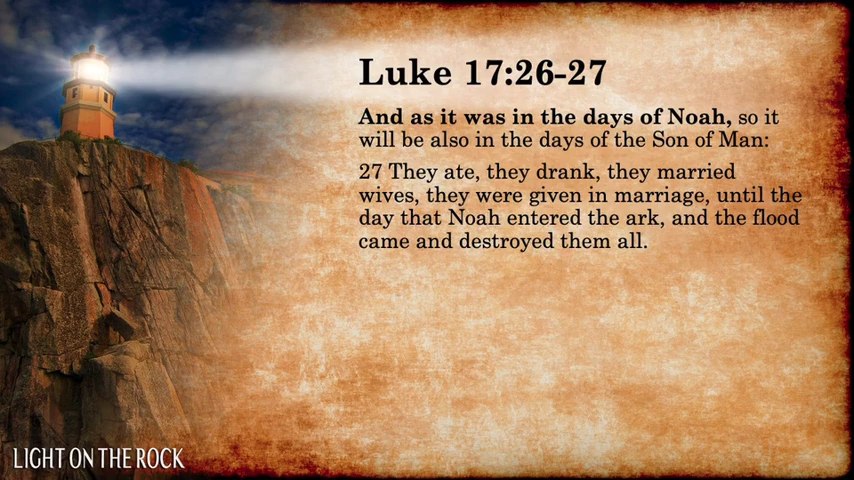 Luke 17:26-27
And as it was in the days of Noah, so it
will be also in the days of the Son of Man:
27 They ate, they drank, they married
wives, they were given in marriage, until the
day that Noah entered the ark, and the flood
came and destroyed them all.
LIGHT ON THE ROCK